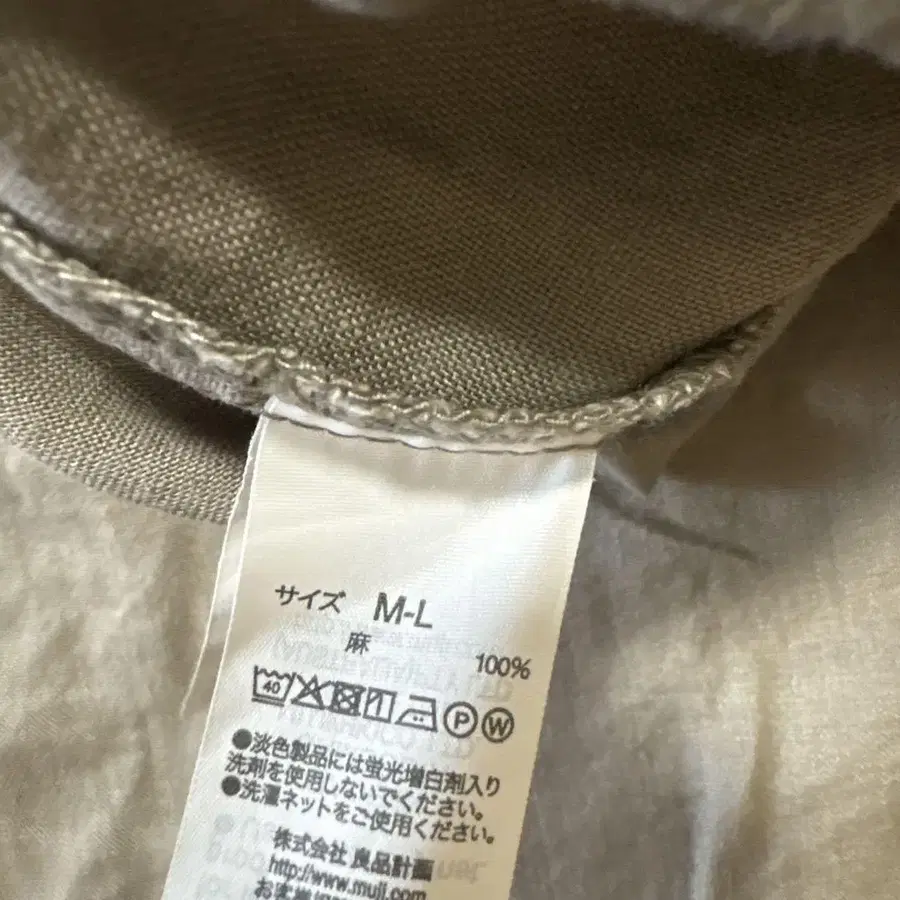 サイズ M-L
麻 100%
40 P W
●淡色製品には蛍光増白剤入り
洗剤を使用しないでください。
●洗濯ネットをご使用ください。
株式会社 良品計画
http://www.muji.com